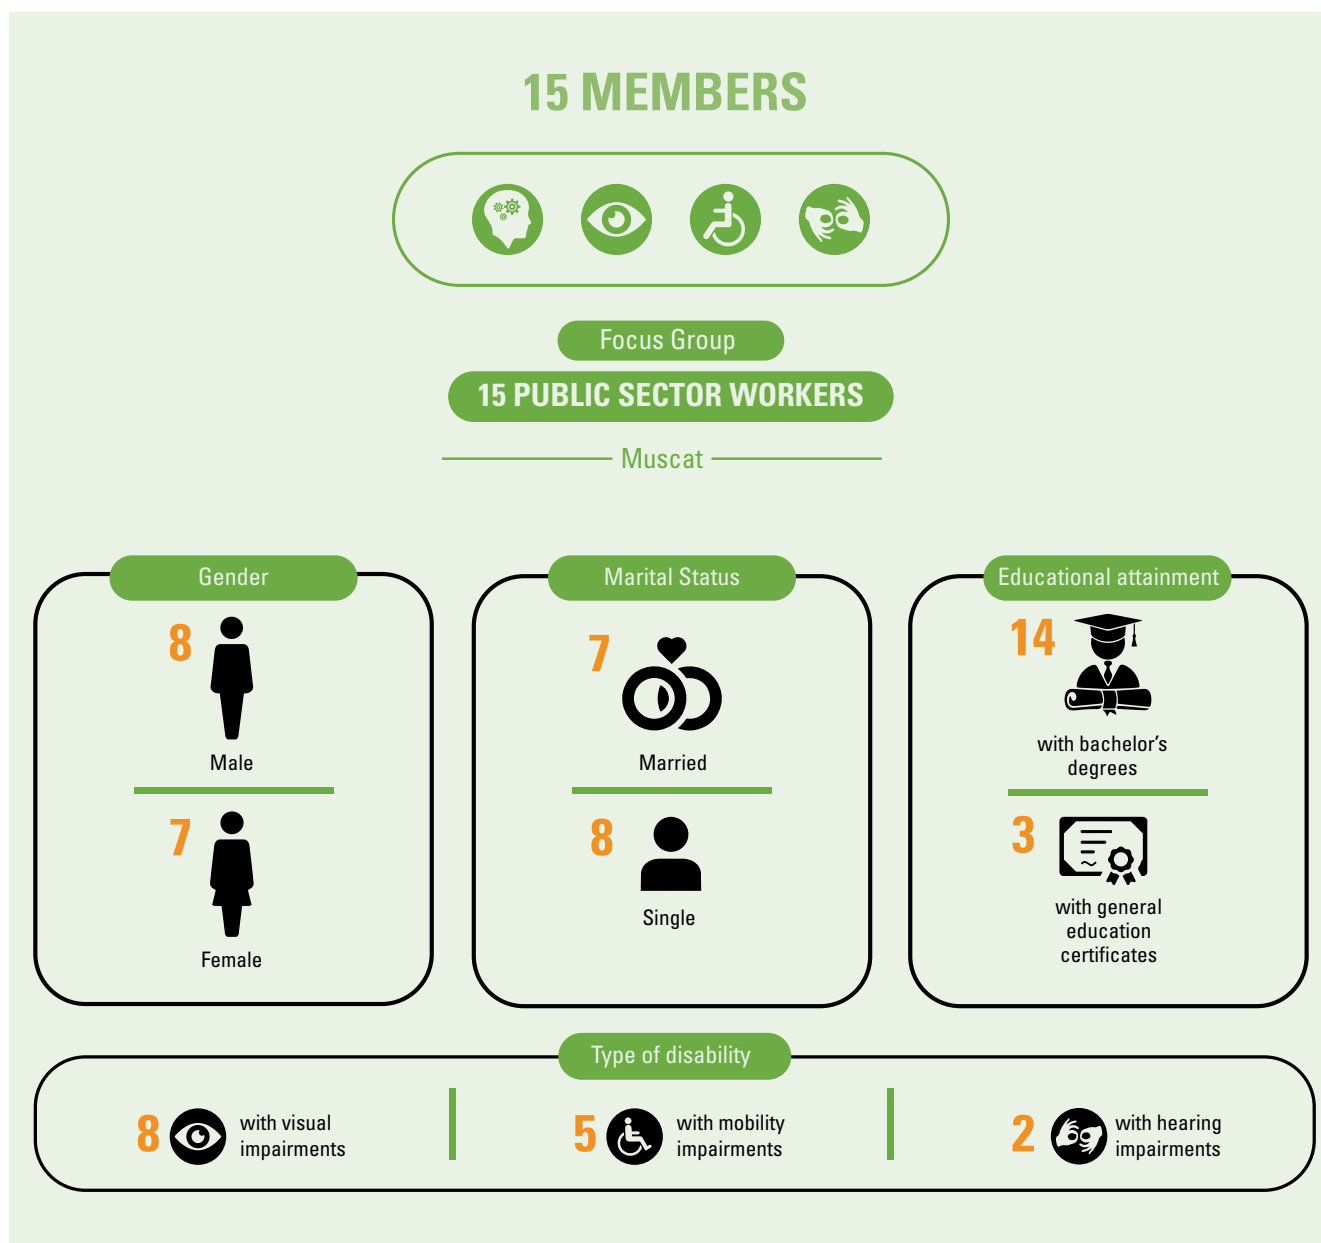 15 MEMBERS
Focus Group
15 PUBLIC SECTOR WORKERS
Muscat
Gender
8
Male
7
Female
Marital Status
7
Married
8
Single
Educational attainment
14
with bachelor's
degrees
3
with general
education
certificates
Type of disability
8
with visual
impairments
5
with mobility
impairments
2
with hearing
impairments